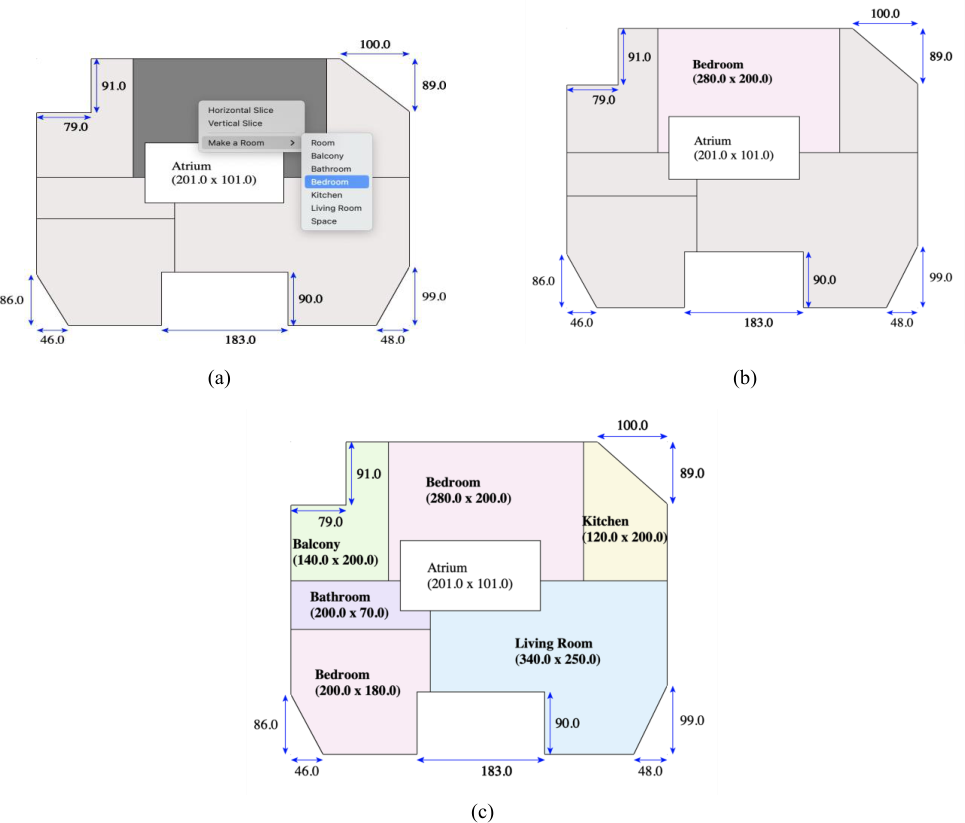 100.0
91.0
89.0
79.0
Horizontal Slice
Vertical Slice
Make a Room >
Room
Balcony
Bathroom
Bedroom
Kitchen
Living Room
Space
Atrium
(201.0 x 101.0)
86.0
90.0
99.0
46.0
183.0
48.0
(a)
100.0
91.0
89.0
Bedroom
(280.0 x 200.0)
79.0
Atrium
(201.0 x 101.0)
86.0
90.0
99.0
46.0
183.0
48.0
(b)
100.0
91.0
89.0
Bedroom
(280.0 x 200.0)
79.0
Kitchen
(120.0 x 200.0)
Balcony
(140.0 x 200.0)
Atrium
(201.0 x 101.0)
Bathroom
(200.0 x 70.0)
Living Room
(340.0 x 250.0)
Bedroom
(200.0 x 180.0)
86.0
90.0
99.0
46.0
183.0
48.0
(c)